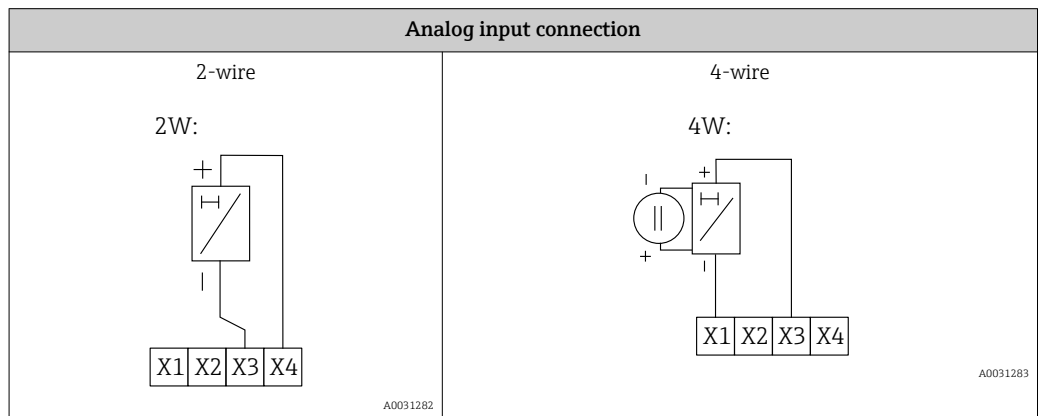 Analog input connection
2-wire
4-wire
2W:
4W:
+
−
X1 X2 X3 X4
A0031282
−
+
+
−
X1 X2 X3 X4
A0031283